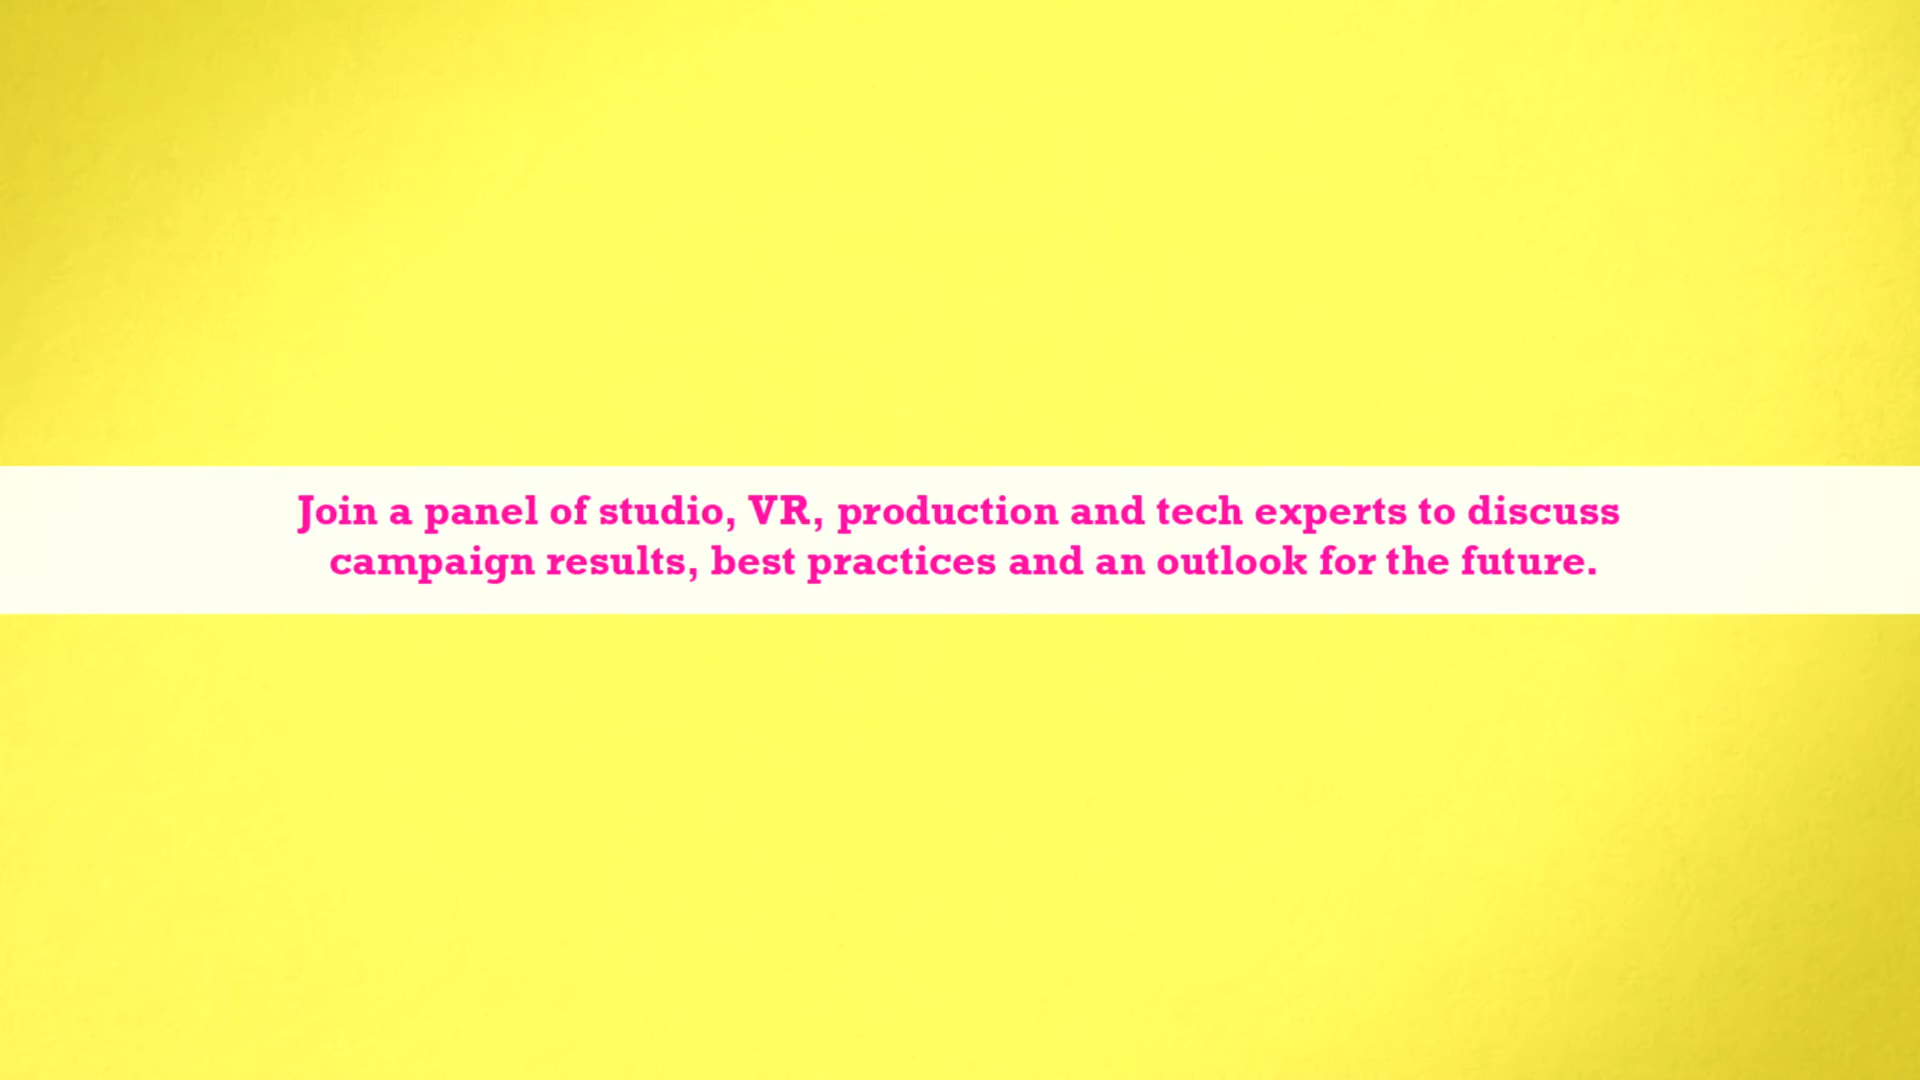 Join a panel of studio, VR, production and tech experts to discuss
campaign results, best practices and an outlook for the future.